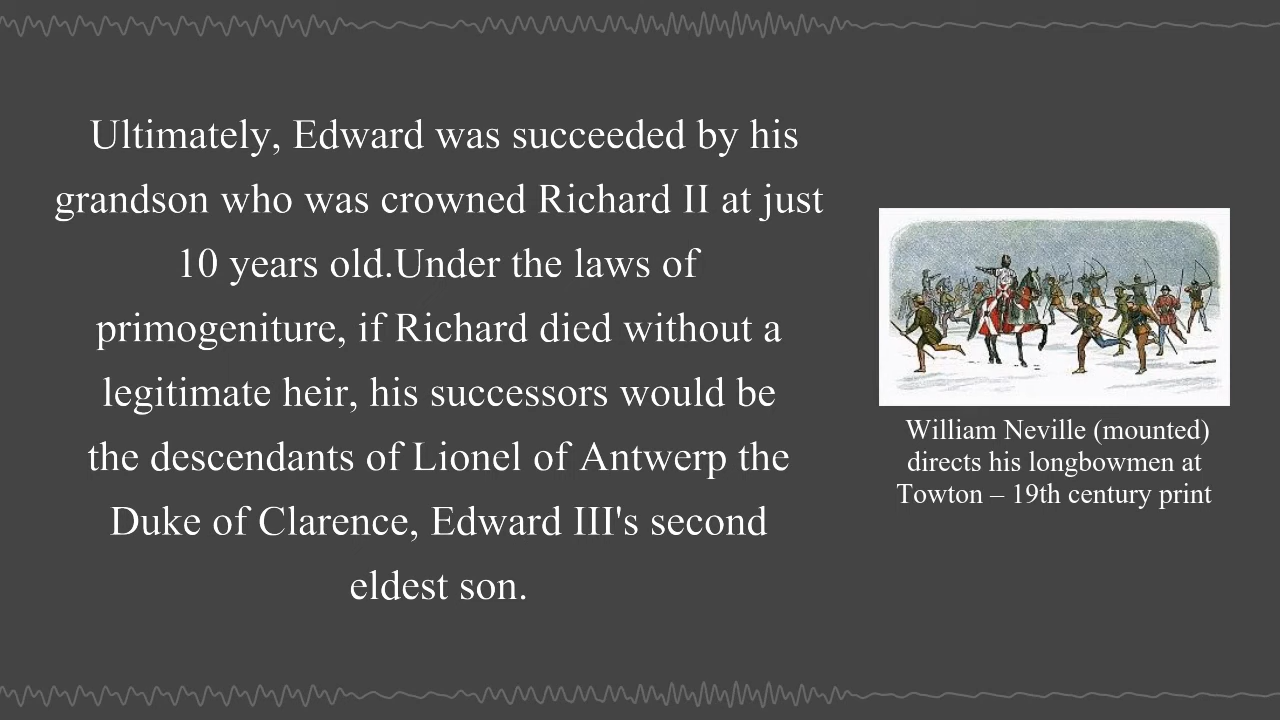 Ultimately, Edward was succeeded by his
grandson who was crowned Richard II at just
10 years old.Under the laws of
primogeniture, if Richard died without a
legitimate heir, his successors would be
the descendants of Lionel of Antwerp the
Duke of Clarence, Edward III's second
eldest son.
William Neville (mounted)
directs his longbowmen at
Towton – 19th century print